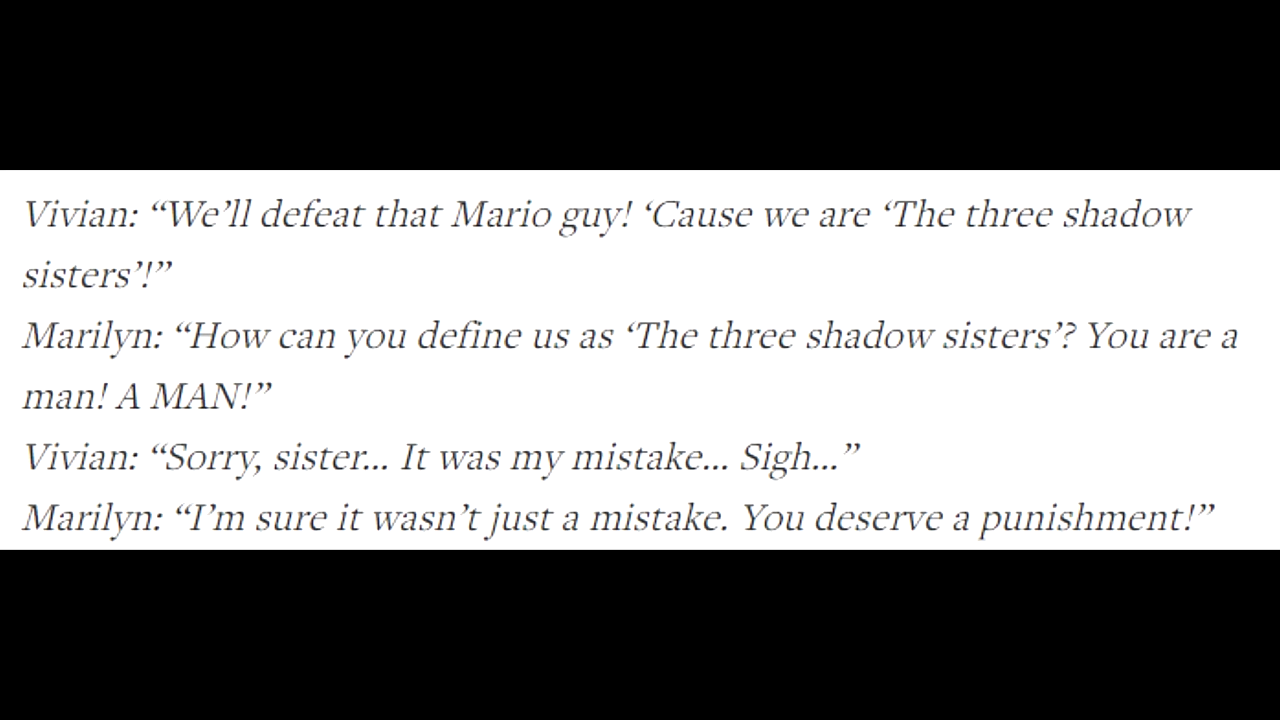 Vivian: “We’ll defeat that Mario guy! ‘Cause we are ‘The three shadow
sisters’!”
Marilyn: “How can you define us as ‘The three shadow sisters’? You are a
man! A MAN!”
Vivian: “Sorry, sister... It was my mistake... Sigh...”
Marilyn: “I’m sure it wasn’t just a mistake. You deserve a punishment!”